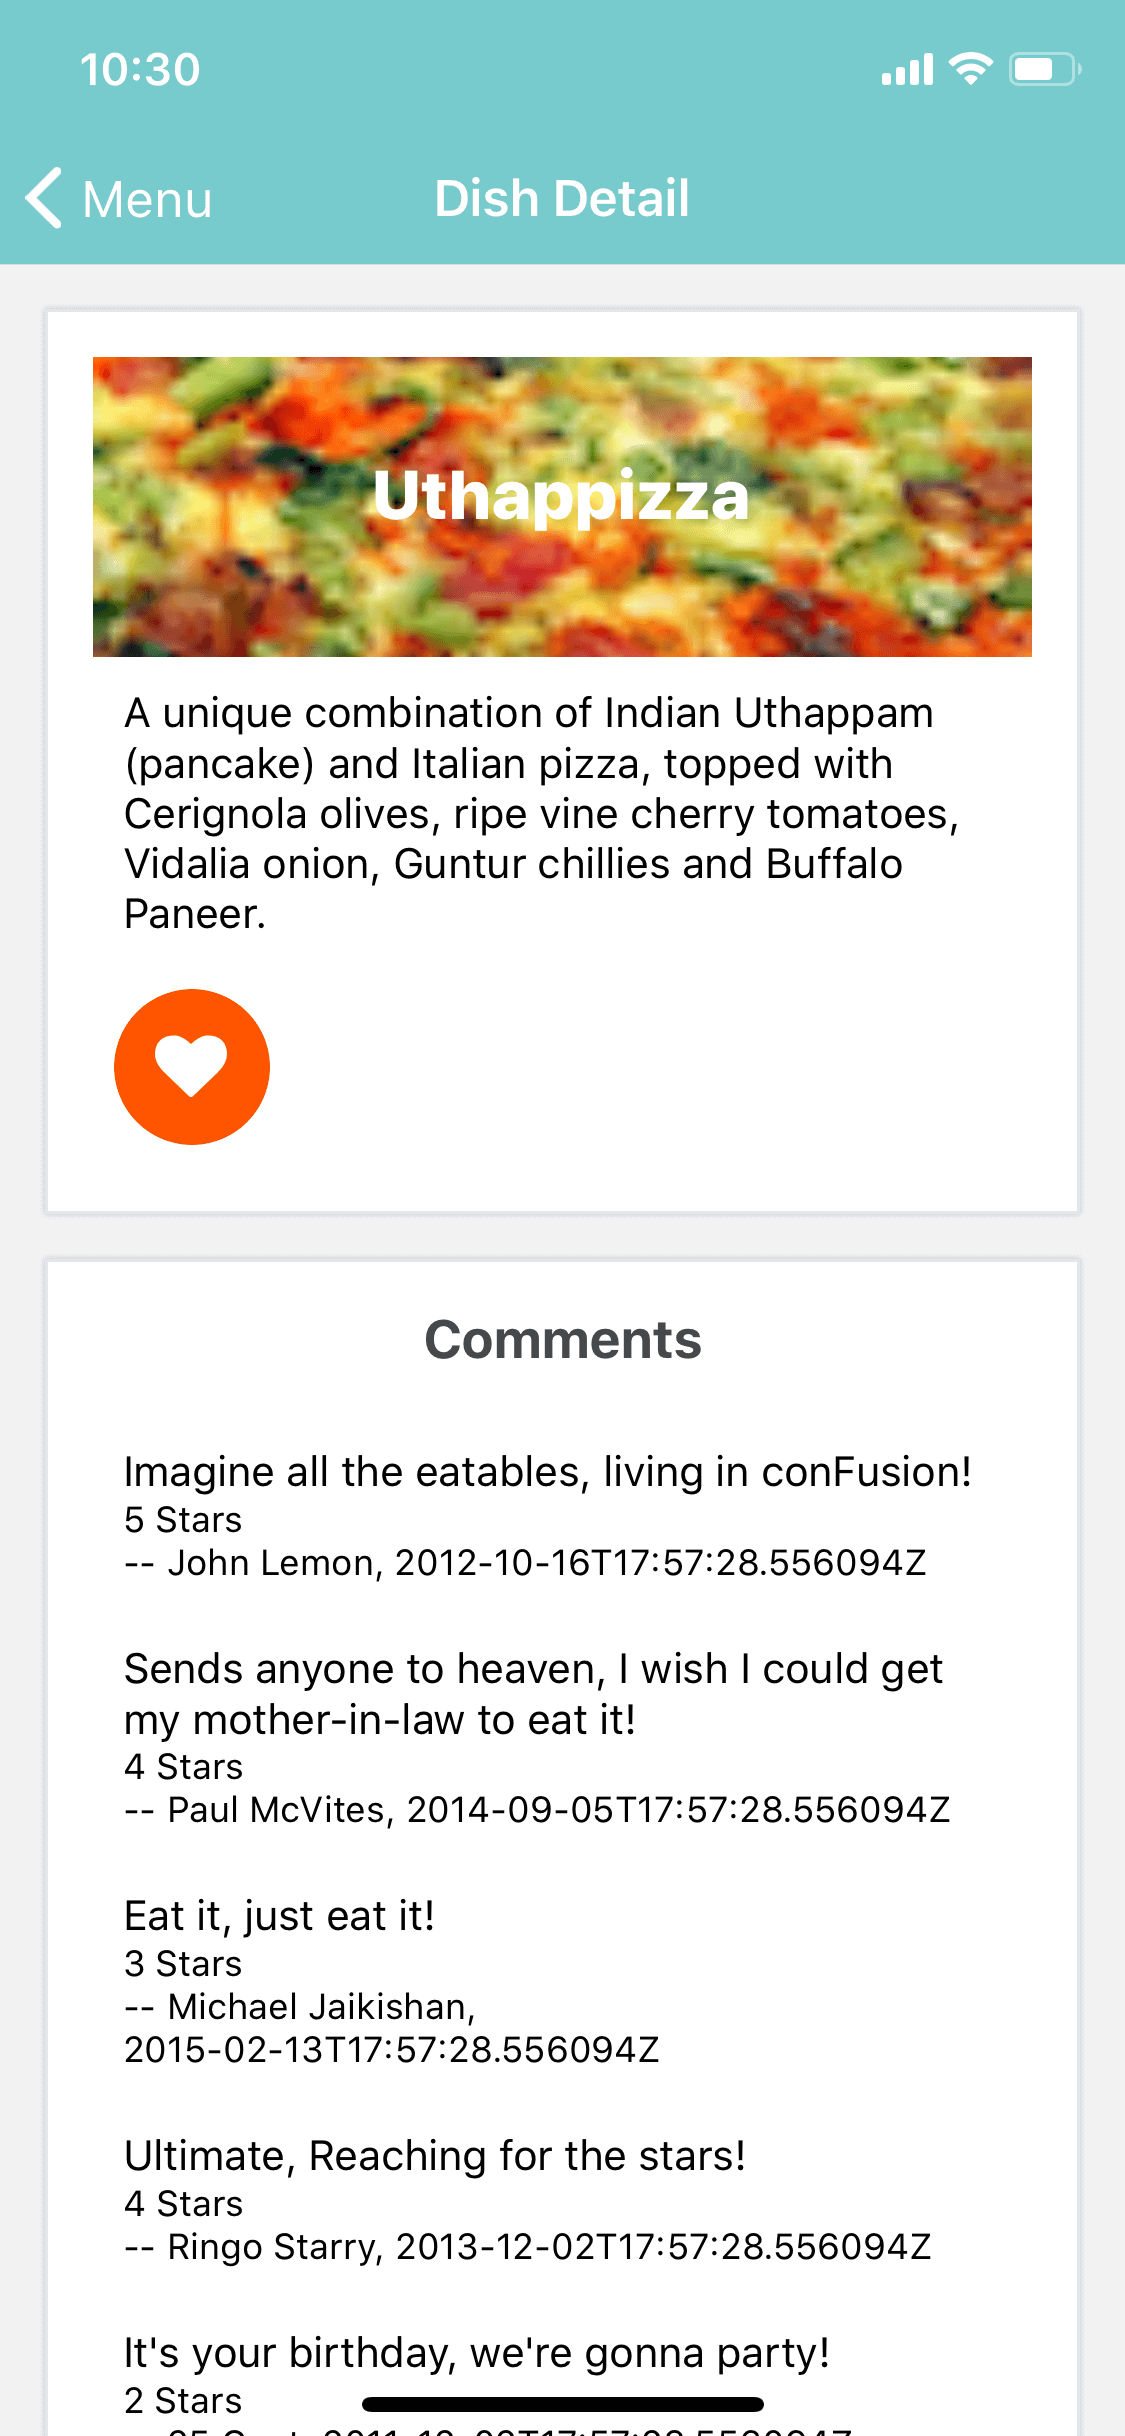 10:30
Menu
Dish Detail
Uthappizza
A unique combination of Indian Uthappam
(pancake) and Italian pizza, topped with
Cerignola olives, ripe vine cherry tomatoes,
Vidalia onion, Guntur chillies and Buffalo
Paneer.
Comments
Imagine all the eatables, living in conFusion!
5 Stars
-- John Lemon, 2012-10-16T17:57:28.556094Z
Sends anyone to heaven, I wish I could get
my mother-in-law to eat it!
4 Stars
-- Paul McVites, 2014-09-05T17:57:28.556094Z
Eat it, just eat it!
3 Stars
-- Michael Jaikishan,
2015-02-13T17:57:28.556094Z
Ultimate, Reaching for the stars!
4 Stars
-- Ringo Starry, 2013-12-02T17:57:28.556094Z
It's your birthday, we're gonna party!
2 Stars